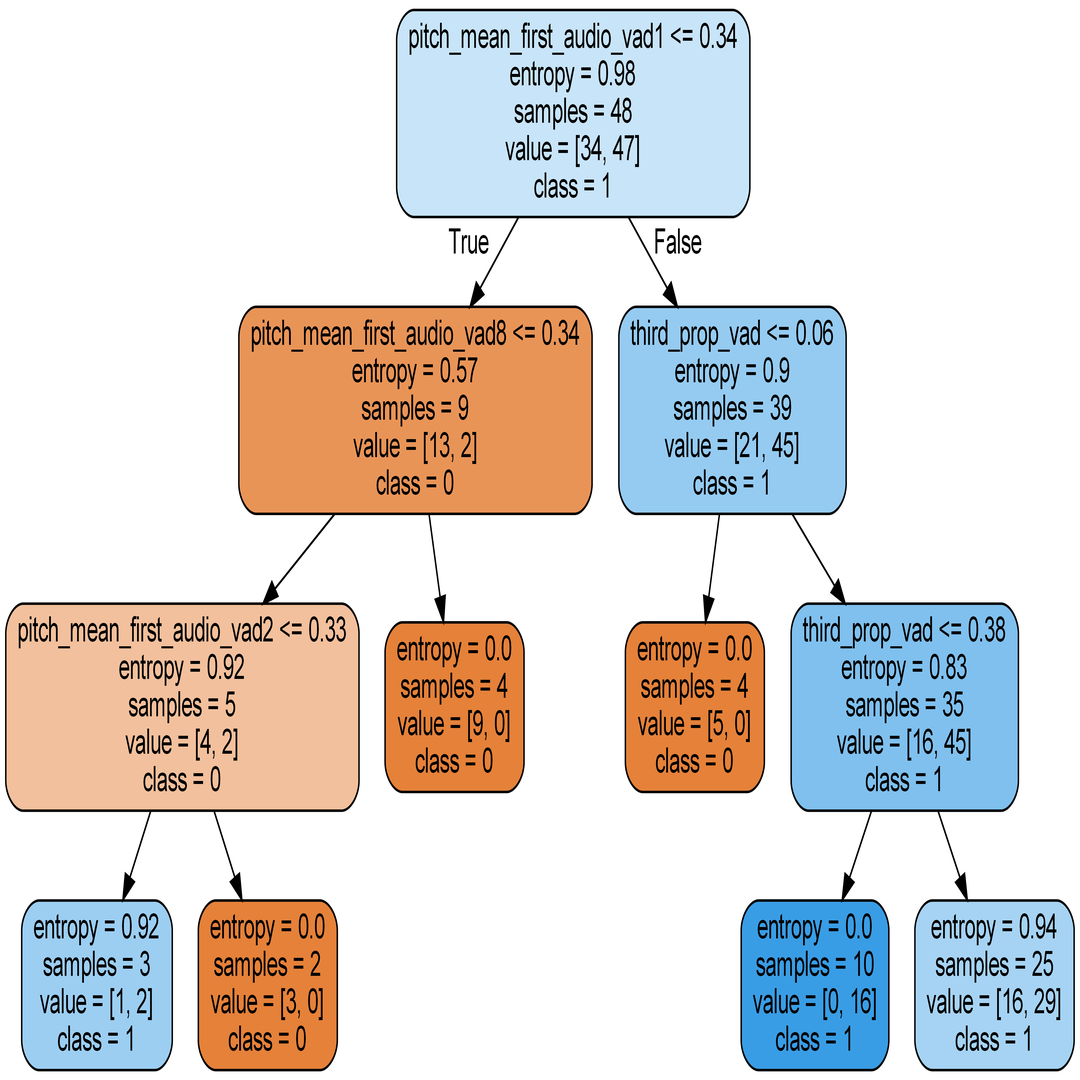 pitch_mean_first_audio_vad1 <= 0.34
entropy = 0.98
samples = 48
value = [34, 47]
class = 1
True
False
pitch_mean_first_audio_vad8 <= 0.34
entropy = 0.57
samples = 9
value = [13, 2]
class = 0
third_prop_vad <= 0.06
entropy = 0.9
samples = 39
value = [21, 45]
class = 1
pitch_mean_first_audio_vad2 <= 0.33
entropy = 0.92
samples = 5
value = [4, 2]
class = 0
entropy = 0.0
samples = 4
value = [9, 0]
class = 0
entropy = 0.0
samples = 4
value = [5, 0]
class = 0
third_prop_vad <= 0.38
entropy = 0.83
samples = 35
value = [16, 45]
class = 1
entropy = 0.92
samples = 3
value = [1, 2]
class = 1
entropy = 0.0
samples = 2
value = [3, 0]
class = 0
entropy = 0.0
samples = 10
value = [0, 16]
class = 1
entropy = 0.94
samples = 25
value = [16, 29]
class = 1